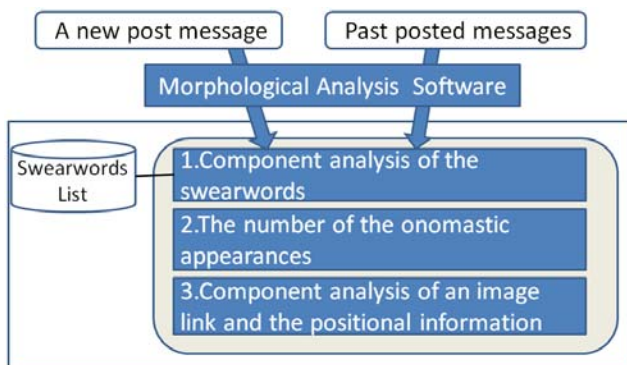 A new post message
Past posted messages
Morphological Analysis Software
Swearwords
List
1.Component analysis of the
swearwords
2.The number of the onomastic
appearances
3.Component analysis of an image
link and the positional information